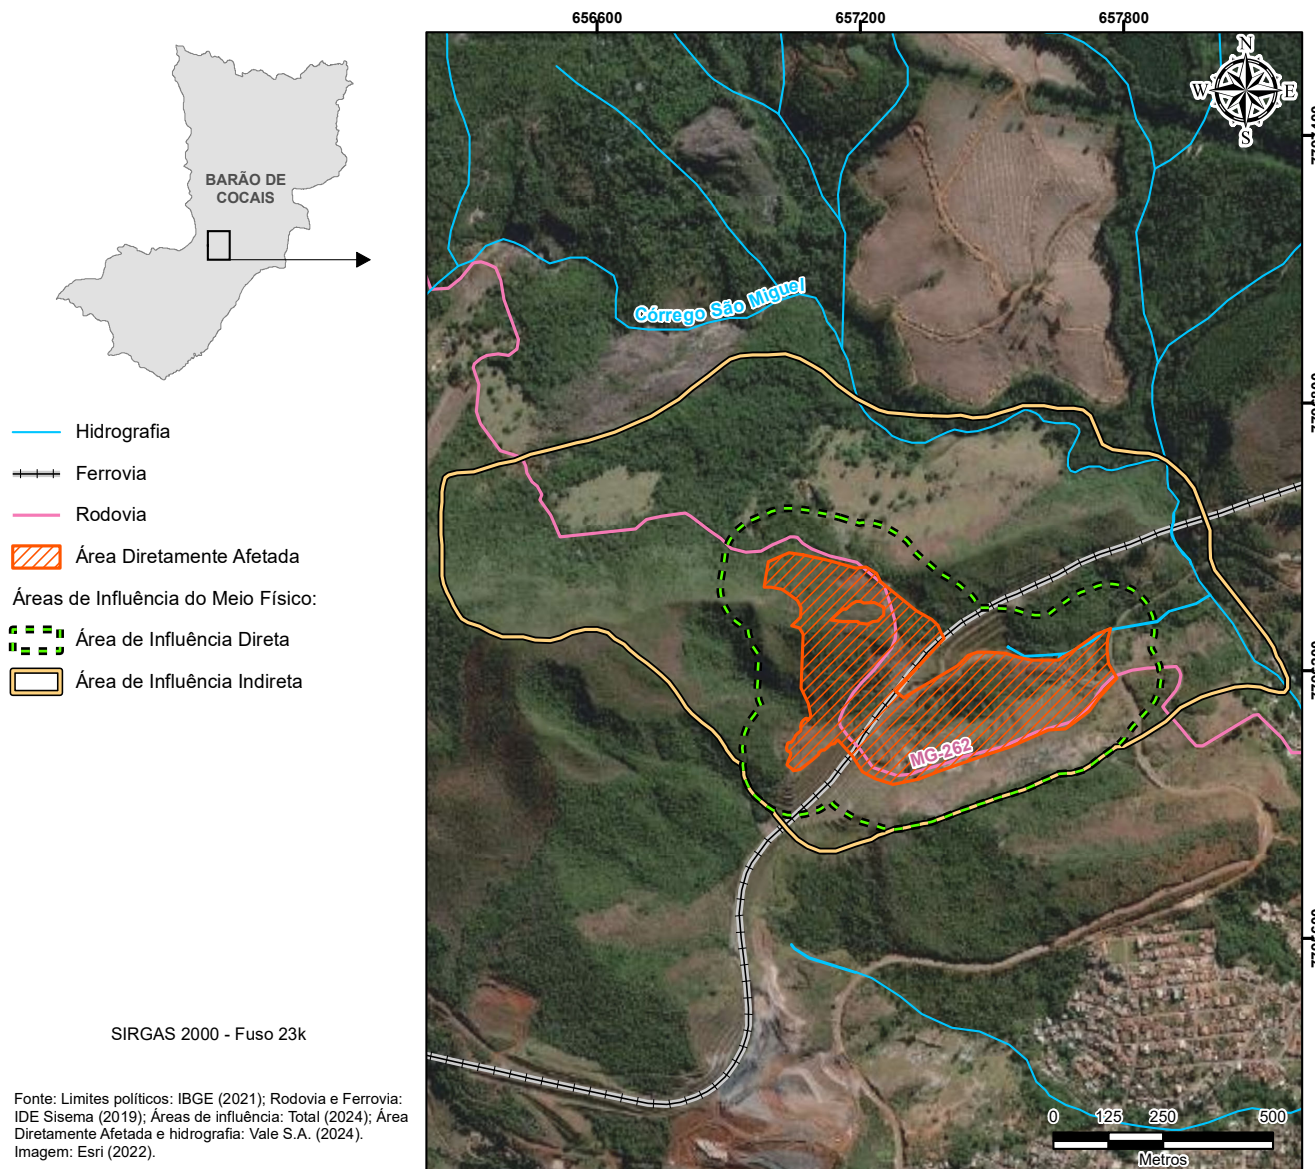 656600
657200
657800
N
W
E
S
BARÃO DE
COCAIS
Córrego São Miguel
MG-262
Hidrografia
Ferrovia
Rodovia
Área Diretamente Afetada
Áreas de Influência do Meio Físico:
Área de Influência Direta
Área de Influência Indireta
SIRGAS 2000 - Fuso 23k
Fonte: Limites políticos: IBGE (2021); Rodovia e Ferrovia:
IDE Sisema (2019); Áreas de influência: Total (2024); Área
Diretamente Afetada e hidrografia: Vale S.A. (2024).
Imagem: Esri (2022).
0
125
250
500
Metros